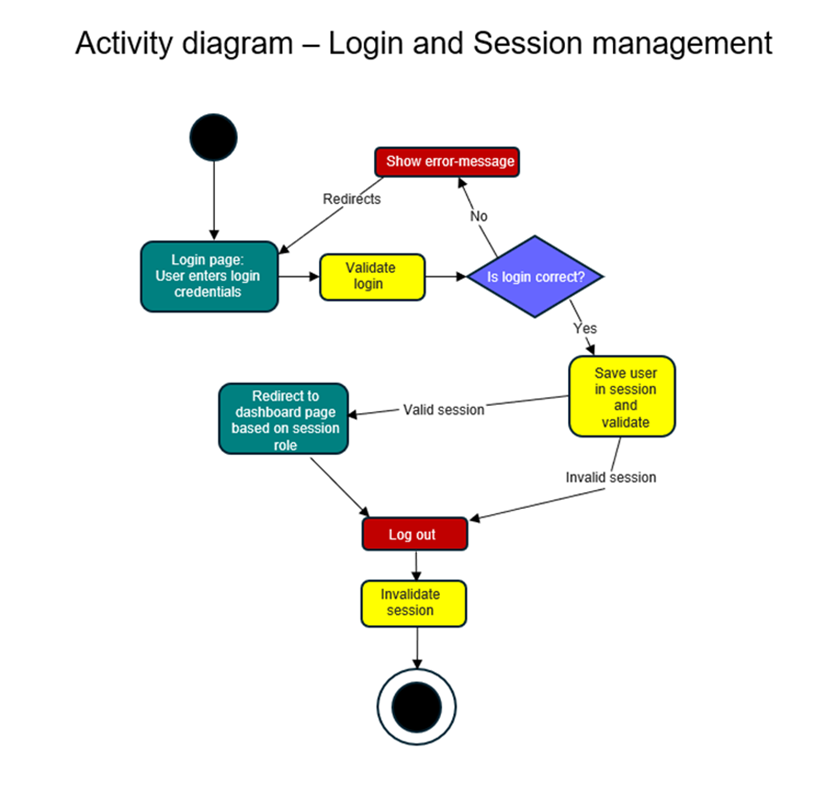 Activity diagram – Login and Session management
Show error-message
Redirects
No
Login page:
User enters login
credentials
Validate
login
Is login correct?
Yes
Save user
in session
and
validate
Redirect to
dashboard page
based on session
role
Valid session
Invalid session
Log out
Invalidate
session